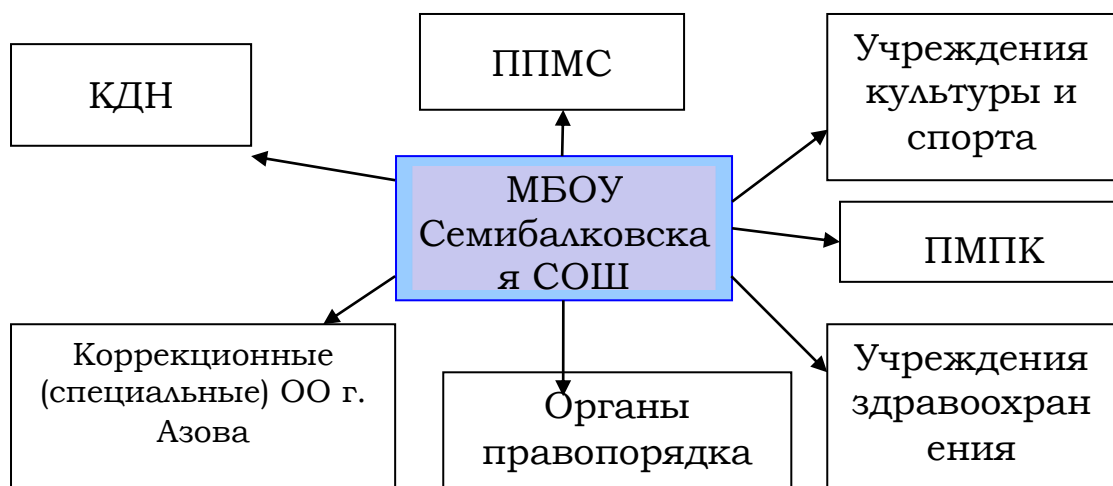 КДН
ППМС
Учреждения
культуры и
спорта
МБОУ
Семибалковска
я СОШ
ПМПК
Коррекционные
(специальные) ОО г.
Азова
Органы
правопорядка
Учреждения
здравоохран
ения